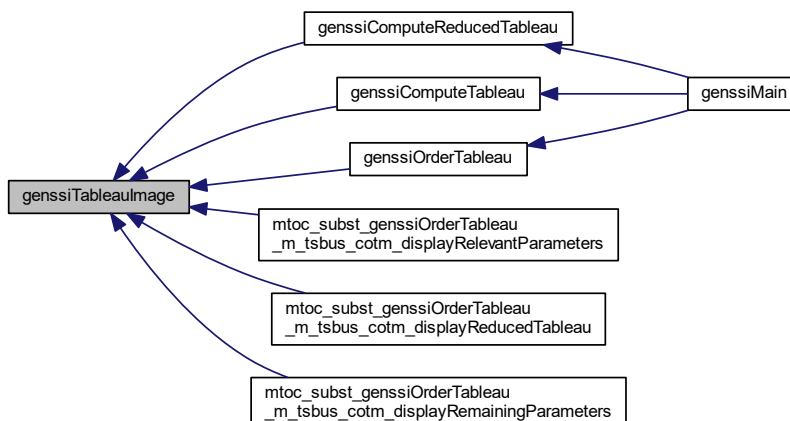 genssiComputeReducedTableau
genssiComputeTableau
genssiMain
genssiOrderTableau
genssiTableauImage
mtoc_subst_genssiOrderTableau
_m_tsbus_cotm_displayRelevantParameters
mtoc_subst_genssiOrderTableau
_m_tsbus_cotm_displayReducedTableau
mtoc_subst_genssiOrderTableau
_m_tsbus_cotm_displayRemainingParameters